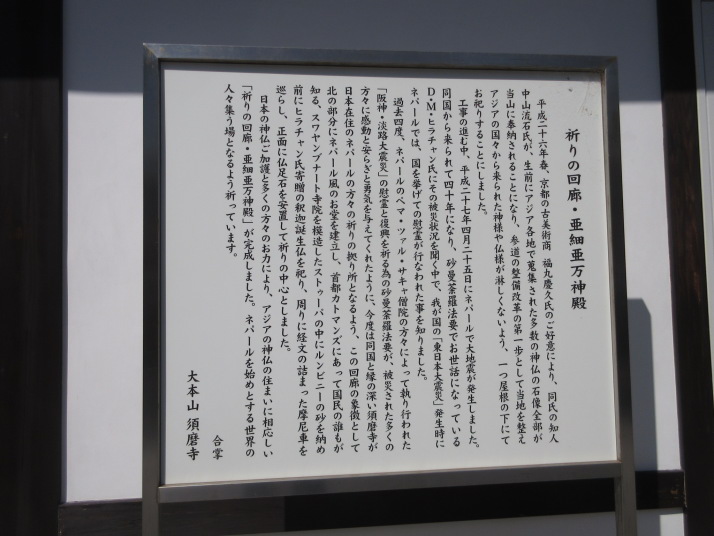 祈りの回廊・亜細亜万神殿
平成二十六年春、京都の古美術商 福九慶久氏のご好意により、同氏の知人
中山流石氏が、生前にアジア各地で蒐集された多数の神仏の石像全部が
当山に奉納されることになり、参道の整備改革の第一歩として当地を整え
アジアの国々から来られた神様や仏様が淋しくないよう、一つ屋根の下にて
お祀りすることにしました。
工事の進む中、平成二十七年四月二十五日にネパールで大地震が発生しました。
同国から来られて四十年になり、砂曼荼羅法要でお世話になっている
D・M・ヒラチャン氏にその被災状況を聞く中で、我が国の「東日本大震災」発生時に
ネパールでは、国を挙げての慰霊が行なわれた事を知りました。
過去四度、ネパールのペマ・ツァル・サキャ僧院の方々によって執り行われた
「阪神・淡路大震災」の慰霊と復興を祈る為の砂曼荼羅法要が、被災された多くの
方々に感動と安らぎと勇気を与えてくれたように、今度は同国と縁の深い須磨寺が
日本在住のネパールの方々の祈りの拠り所となるよう、この回廊の象徴として
北の部分にネパール風のお堂を建立し、首都カトマンズにあって国民の誰もが
知る、スワヤンブナート寺院を模造したストゥーパの中にルンビニーの砂を納め
前にヒラチャン氏寄贈の釈迦誕生仏を祀り、周りに経文の詰まった摩尼車を
巡らし、正面に仏足石を安置して祈りの中心としました。
日本の神仏ご加護と多くの方々のお力により、アジアの神仏の住まいに相応しい
「祈りの回廊・亜細亜万神殿」が完成しました。ネパールを始めとする世界の
人々集う場となるよう祈っています。
合掌
大本山 須磨寺